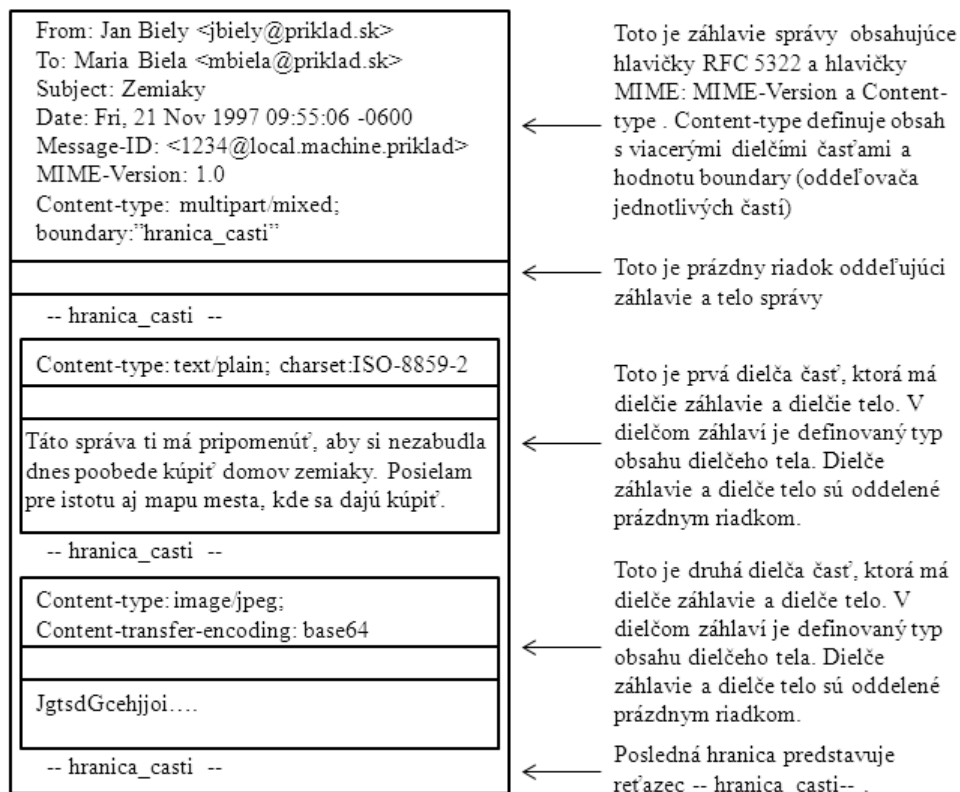 From: Jan Biely <jbiely@priklad.sk>
To: Maria Biela <mbiela@priklad.sk>
Subject: Zemiaky
Date: Fri, 21 Nov 1997 09:55:06 -0600
Message-ID: <1234@local.machine.priklad>
MIME-Version: 1.0
Content-type: multipart/mixed;
boundary:”hranica_casti”
Toto je záhlavie správy obsahujúce
hlavičky RFC 5322 a hlavičky
MIME: MIME-Version a Content-
type . Content-type definuje obsah
s viacerými dielčími časťami a
hodnotu boundary (oddeľovača
jednotlivých častí)
Toto je prázdny riadok oddeľujúci
záhlavie a telo správy
-- hranica_casti --
Content-type: text/plain; charset:ISO-8859-2
Táto správa ti má pripomenúť, aby si nezabudla
dnes poobede kúpiť domov zemiaky. Posielam
pre istotu aj mapu mesta, kde sa dajú kúpiť.
Toto je prvá dielča časť, ktorá má
dielčie záhlavie a dielčie telo. V
dielčom záhlaví je definovaný typ
obsahu dielčeho tela. Dielče
záhlavie a dielče telo sú oddelené
prázdnym riadkom.
-- hranica_casti --
Content-type: image/jpeg;
Content-transfer-encoding: base64
JgtsdGcehjjoi….
Toto je druhá dielča časť, ktorá má
dielče záhlavie a dielče telo. V
dielčom záhlaví je definovaný typ
obsahu dielčeho tela. Dielče
záhlavie a dielče telo sú oddelené
prázdnym riadkom.
-- hranica_casti --
Posledná hranica predstavuje
reťazec -- hranica_casti-- .